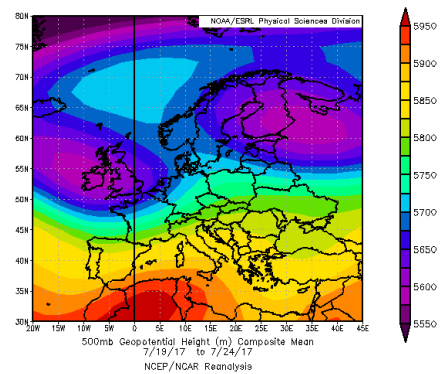 NOAA/ESRL Physical Sciences Division
80N
75N
70N
65N
60N
55N
50N
45N
40N
35N
30N
20W 15W 10W 5W 0 5E 10E 15E 20E 25E 30E 35E 40E 45E
5950
5900
5850
5800
5750
5700
5650
5600
5550
500mb Geopotential Height (m) Composite Mean
7/19/17 to 7/24/17
NCEP/NCAR Reanalysis